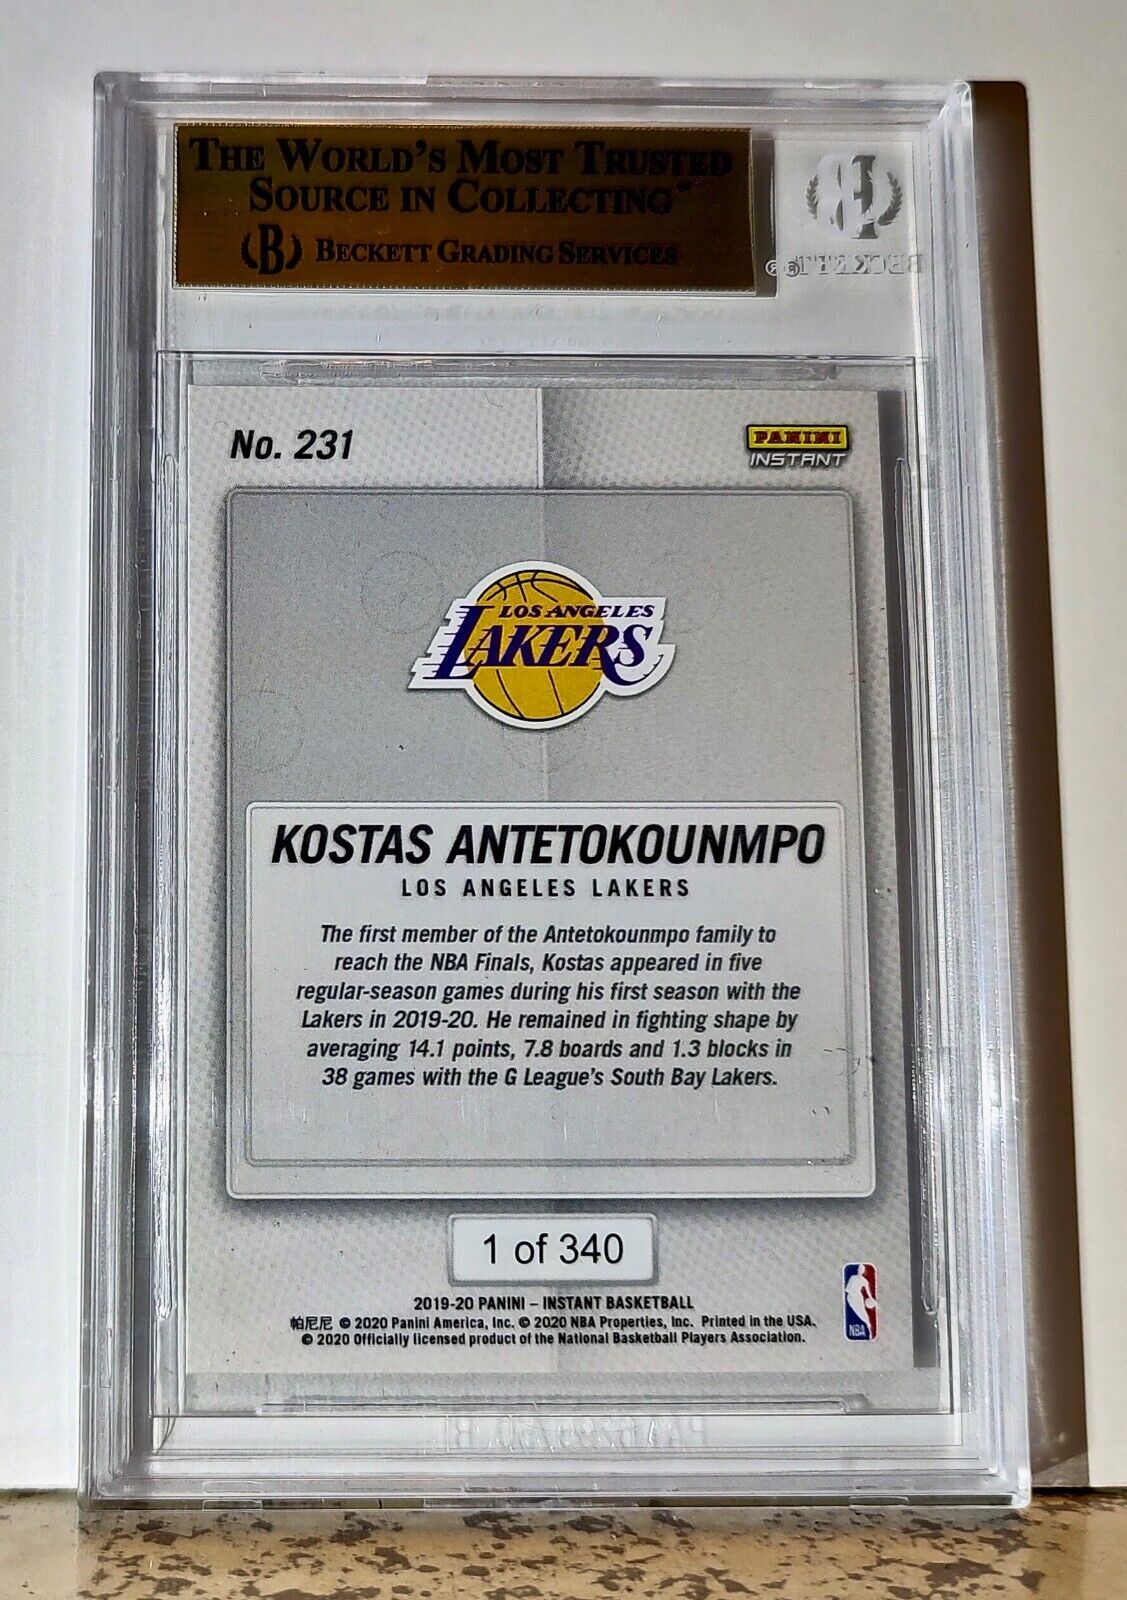 THE WORLD'S MOST TRUSTED
SOURCE IN COLLECTING™
B BECKETT GRADING SERVICES
BECKETT
No. 231
PANINI
INSTANT
LOS ANGELES
LAKERS
KOSTAS ANTETOKOUNMPO
LOS ANGELES LAKERS
The first member of the Antetokounmpo family to
reach the NBA Finals, Kostas appeared in five
regular-season games during his first season with the
Lakers in 2019-20. He remained in fighting shape by
averaging 14.1 points, 7.8 boards and 1.3 blocks in
38 games with the G League's South Bay Lakers.
1 of 340
2019-20 PANINI – INSTANT BASKETBALL
帕尼尼 © 2020 Panini America, Inc. © 2020 NBA Properties, Inc. Printed in the USA.
© 2020 Officially licensed product of the National Basketball Players Association.
NBA